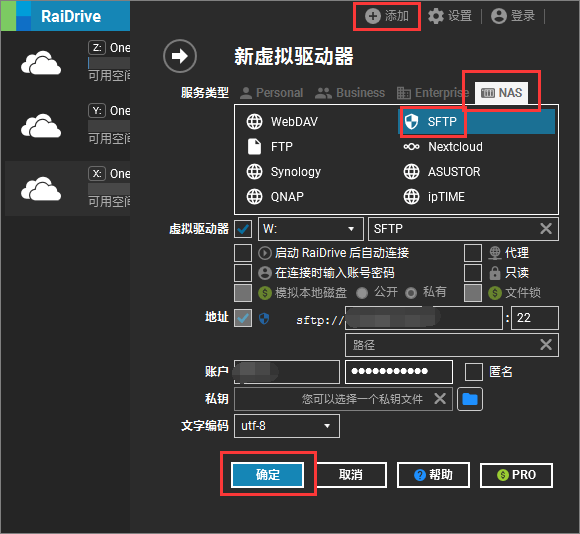 RaiDrive
添加 设置 登录
Z: One
可用空间
Y: One
可用空间
X: One
可用空间
新虚拟驱动器
服务类型 Personal Business Enterprise NAS
WebDAV SFTP
FTP Nextcloud
Synology ASUSTOR
QNAP ipTIME
虚拟驱动器 W: SFTP
启动 RaiDrive 后自动连接 代理
在连接时输入账号密码 只读
$ 模拟本地磁盘 公开 私有 $ 文件锁
地址 sftp:// : 22
路径
账户 ●●●●●●●●●●● 匿名
私钥 您可以选择一个私钥文件
文字编码 utf-8
确定 取消 ? 帮助 $ PRO